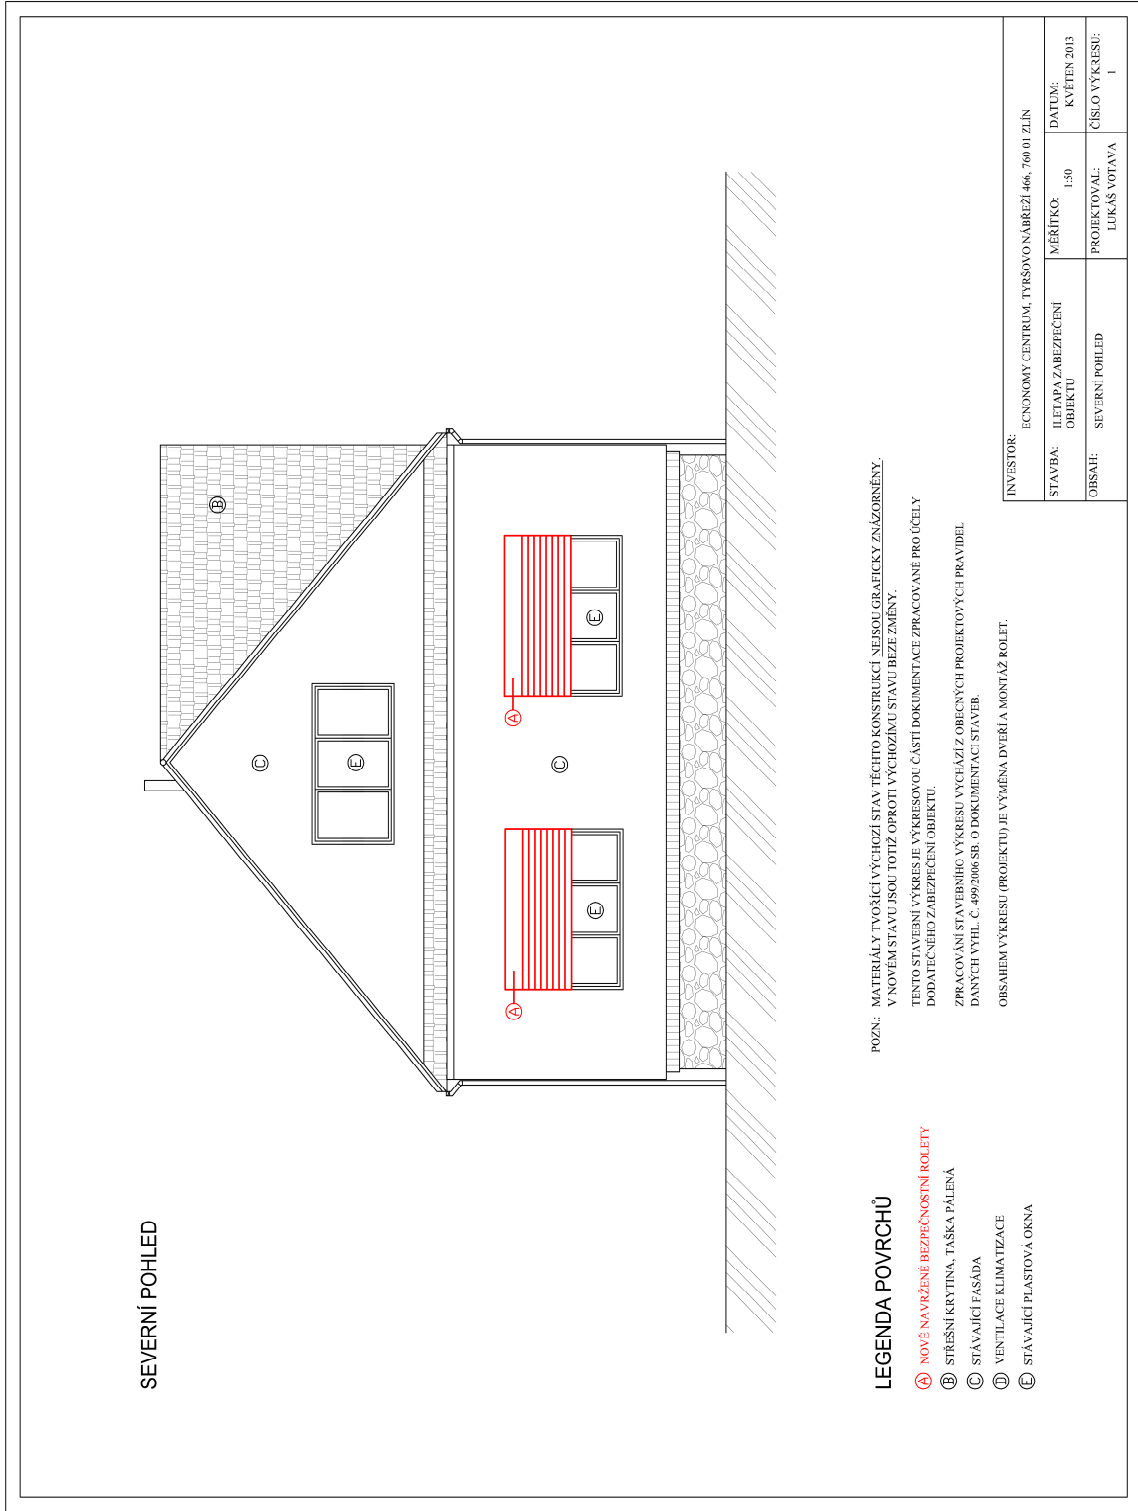 SEVERNÍ POHLED
B
C
E
A
A
C
E
E
LEGENDA POVRCHŮ
A NOVĚ NAVRŽENÉ BEZPEČNOSTNÍ ROLETY
B STŘEŠNÍ KRYTINA, TAŠKA PÁLENÁ
C STÁVAJÍCÍ FASÁDA
D VENTILACE KLIMATIZACE
E STÁVAJÍCÍ PLASTOVÁ OKNA
POZN.: MATERIÁLY TVOŘÍCÍ VÝCHOZÍ STAV TĚCHTO KONSTRUKCÍ NEJSOU GRAFICKY ZNÁZORNĚNY.
V NOVÉM STAVU JSOU TOTIŽ OPROTI VÝCHOZÍMU STAVU BEZE ZMĚNY.
TENTO STAVEBNÍ VÝKRES JE VÝKRESOVOU ČÁSTÍ DOKUMENTACE ZPRACOVANÉ PRO ÚČELY
DODATEČNÉHO ZABEZPEČENÍ OBJEKTU.
ZPRACOVÁNÍ STAVEBNÍHO VÝKRESU VYCHÁZÍ Z OBECNÝCH PROJEKTOVÝCH PRAVIDEL
DANÝCH VYHL. Č. 499/2006 SB. O DOKUMENTACI STAVEB.
OBSAHEM VÝKRESU (PROJEKTU) JE VÝMĚNA DVEŘÍ A MONTÁŽ ROLET.
INVESTOR:
ECNONOMY CENTRUM, TYRŠOVO NÁBŘEŽÍ 466, 760 01 ZLÍN
STAVBA: II.ETAPA ZABEZPEČENÍ
OBJEKTU
MĚŘÍTKO:
1:50
DATUM:
KVĚTEN 2013
OBSAH: SEVERNÍ POHLED
PROJEKTOVAL:
LUKÁŠ VOTAVA
ČÍSLO VÝKRESU:
1